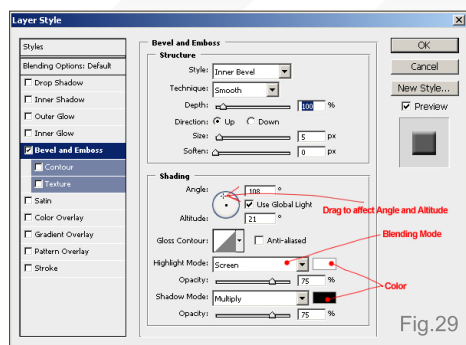 Layer Style
Styles
Blending Options: Default
Drop Shadow
Inner Shadow
Outer Glow
Inner Glow
Bevel and Emboss
Contour
Texture
Satin
Color Overlay
Gradient Overlay
Pattern Overlay
Stroke
Bevel and Emboss
Structure
Style: Inner Bevel
Technique: Smooth
Depth: 100 %
Direction: Up Down
Size: 5 px
Soften: 0 px
Shading
Angle: 108 °
Use Global Light
Altitude: 21 °
Gloss Contour: Anti-aliased
Highlight Mode: Screen
Opacity: 75 %
Shadow Mode: Multiply
Opacity: 75 %
OK
Cancel
New Style...
Preview
Drag to affect Angle and Altitude
Blending Mode
Color
Fig.29